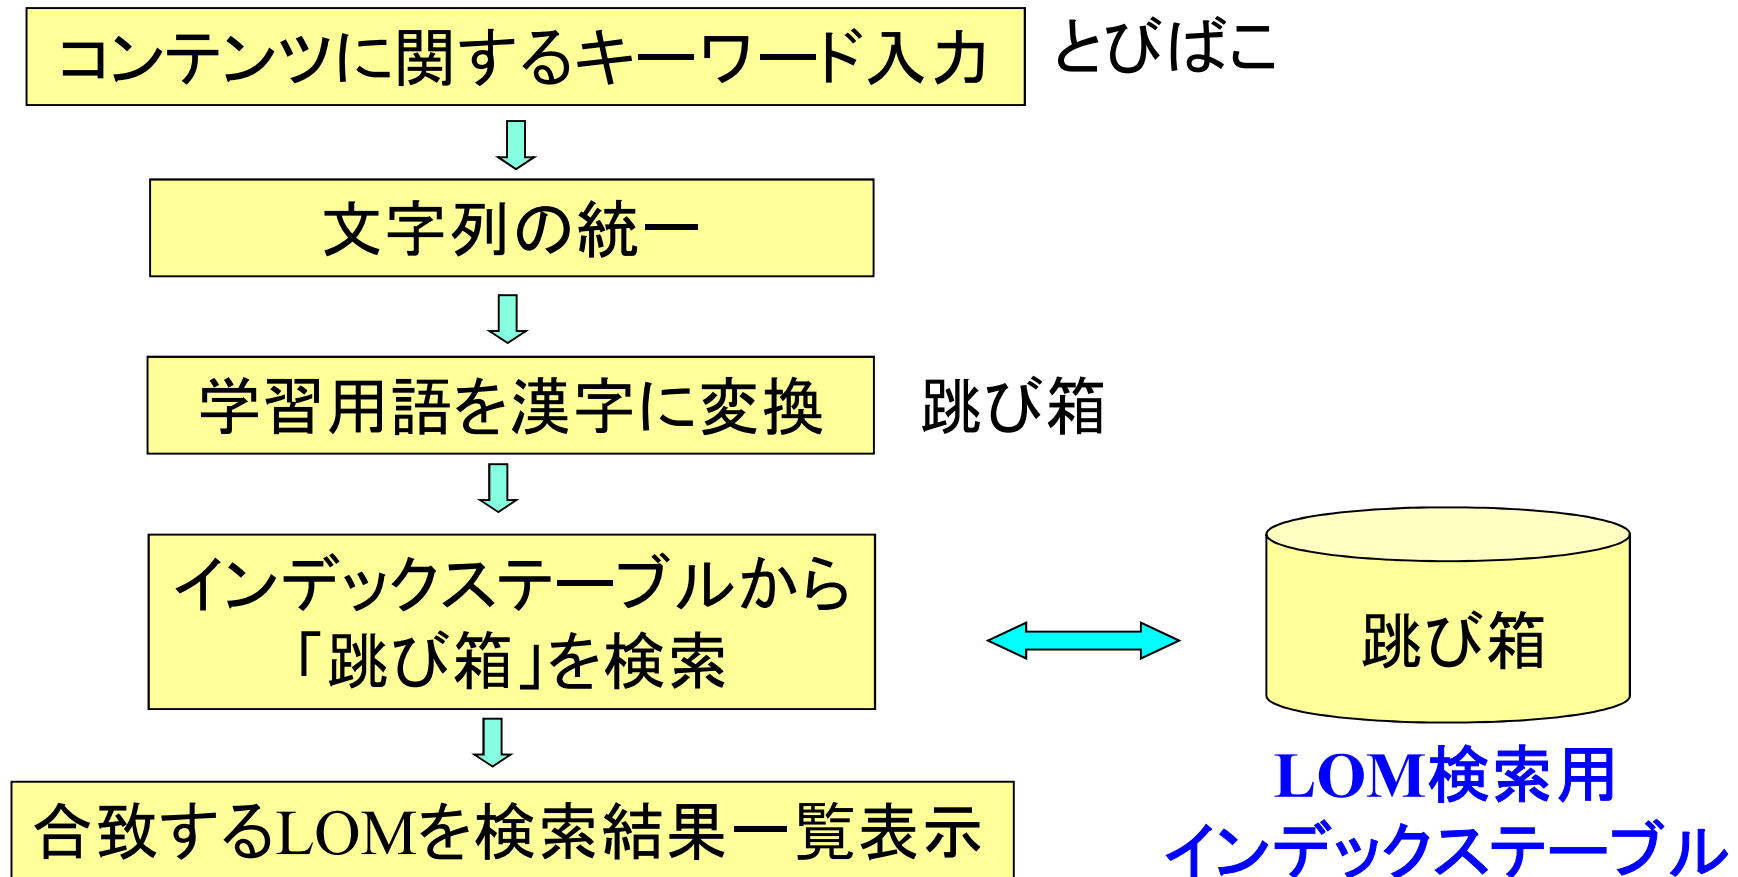 コンテンツに関するキーワード入力
とびばこ
文字列の統一
学習用語を漢字に変換
跳び箱
インデックステーブルから
「跳び箱」を検索
跳び箱
LOM検索用
インデックステーブル
合致するLOMを検索結果一覧表示